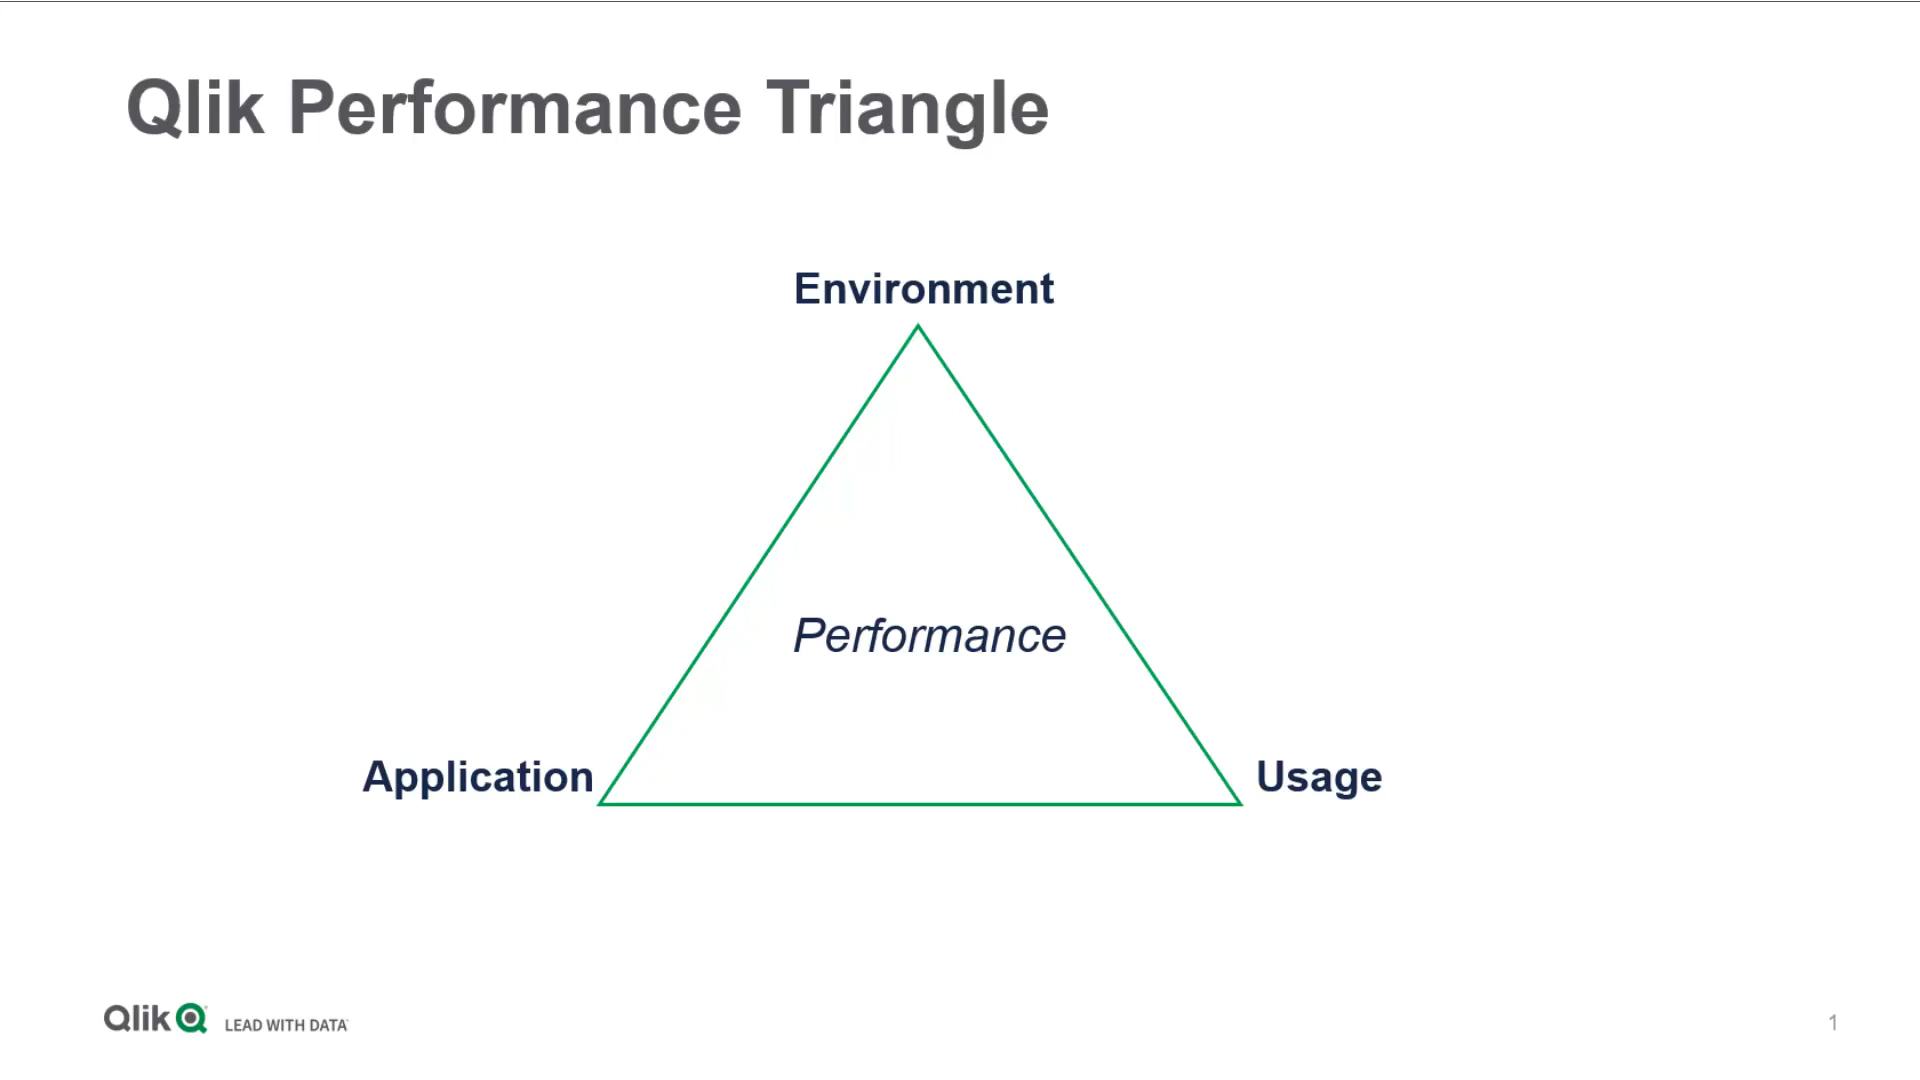 Qlik Performance Triangle
Environment
Performance
Application
Usage
Qlik LEAD WITH DATA
1